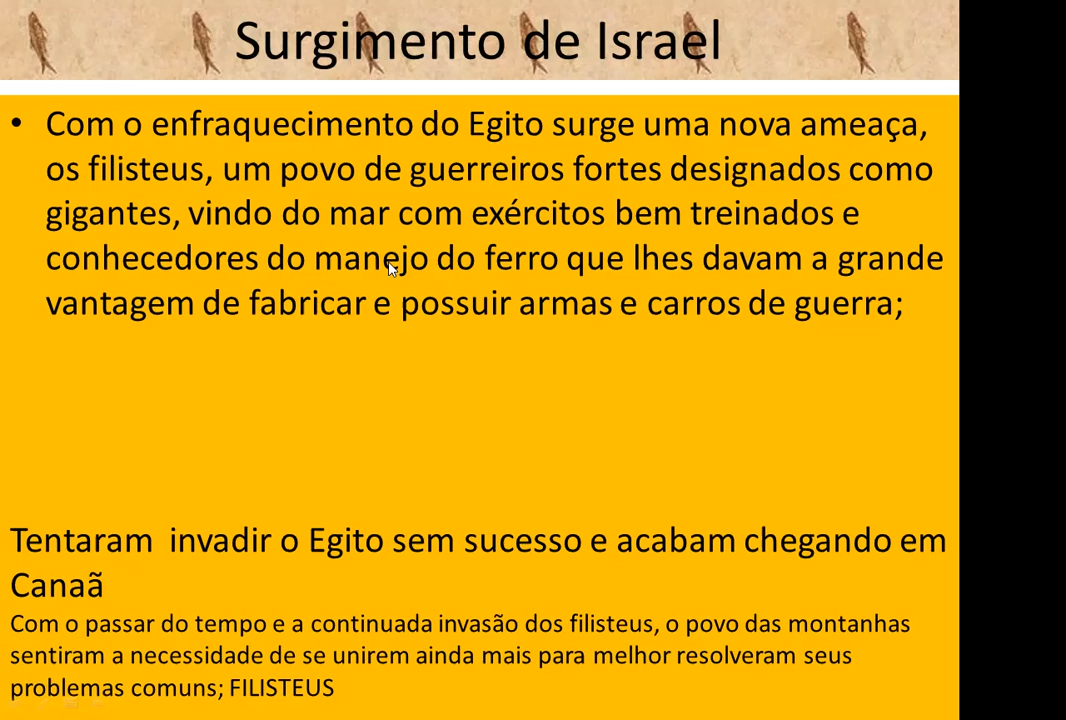 Surgimento de Israel
• Com o enfraquecimento do Egito surge uma nova ameaça,
os filisteus, um povo de guerreiros fortes designados como
gigantes, vindo do mar com exércitos bem treinados e
conhecedores do manejo do ferro que lhes davam a grande
vantagem de fabricar e possuir armas e carros de guerra;
Tentaram invadir o Egito sem sucesso e acabam chegando em
Canaã
Com o passar do tempo e a continuada invasão dos filisteus, o povo das montanhas
sentiram a necessidade de se unirem ainda mais para melhor resolveram seus
problemas comuns; FILISTEUS